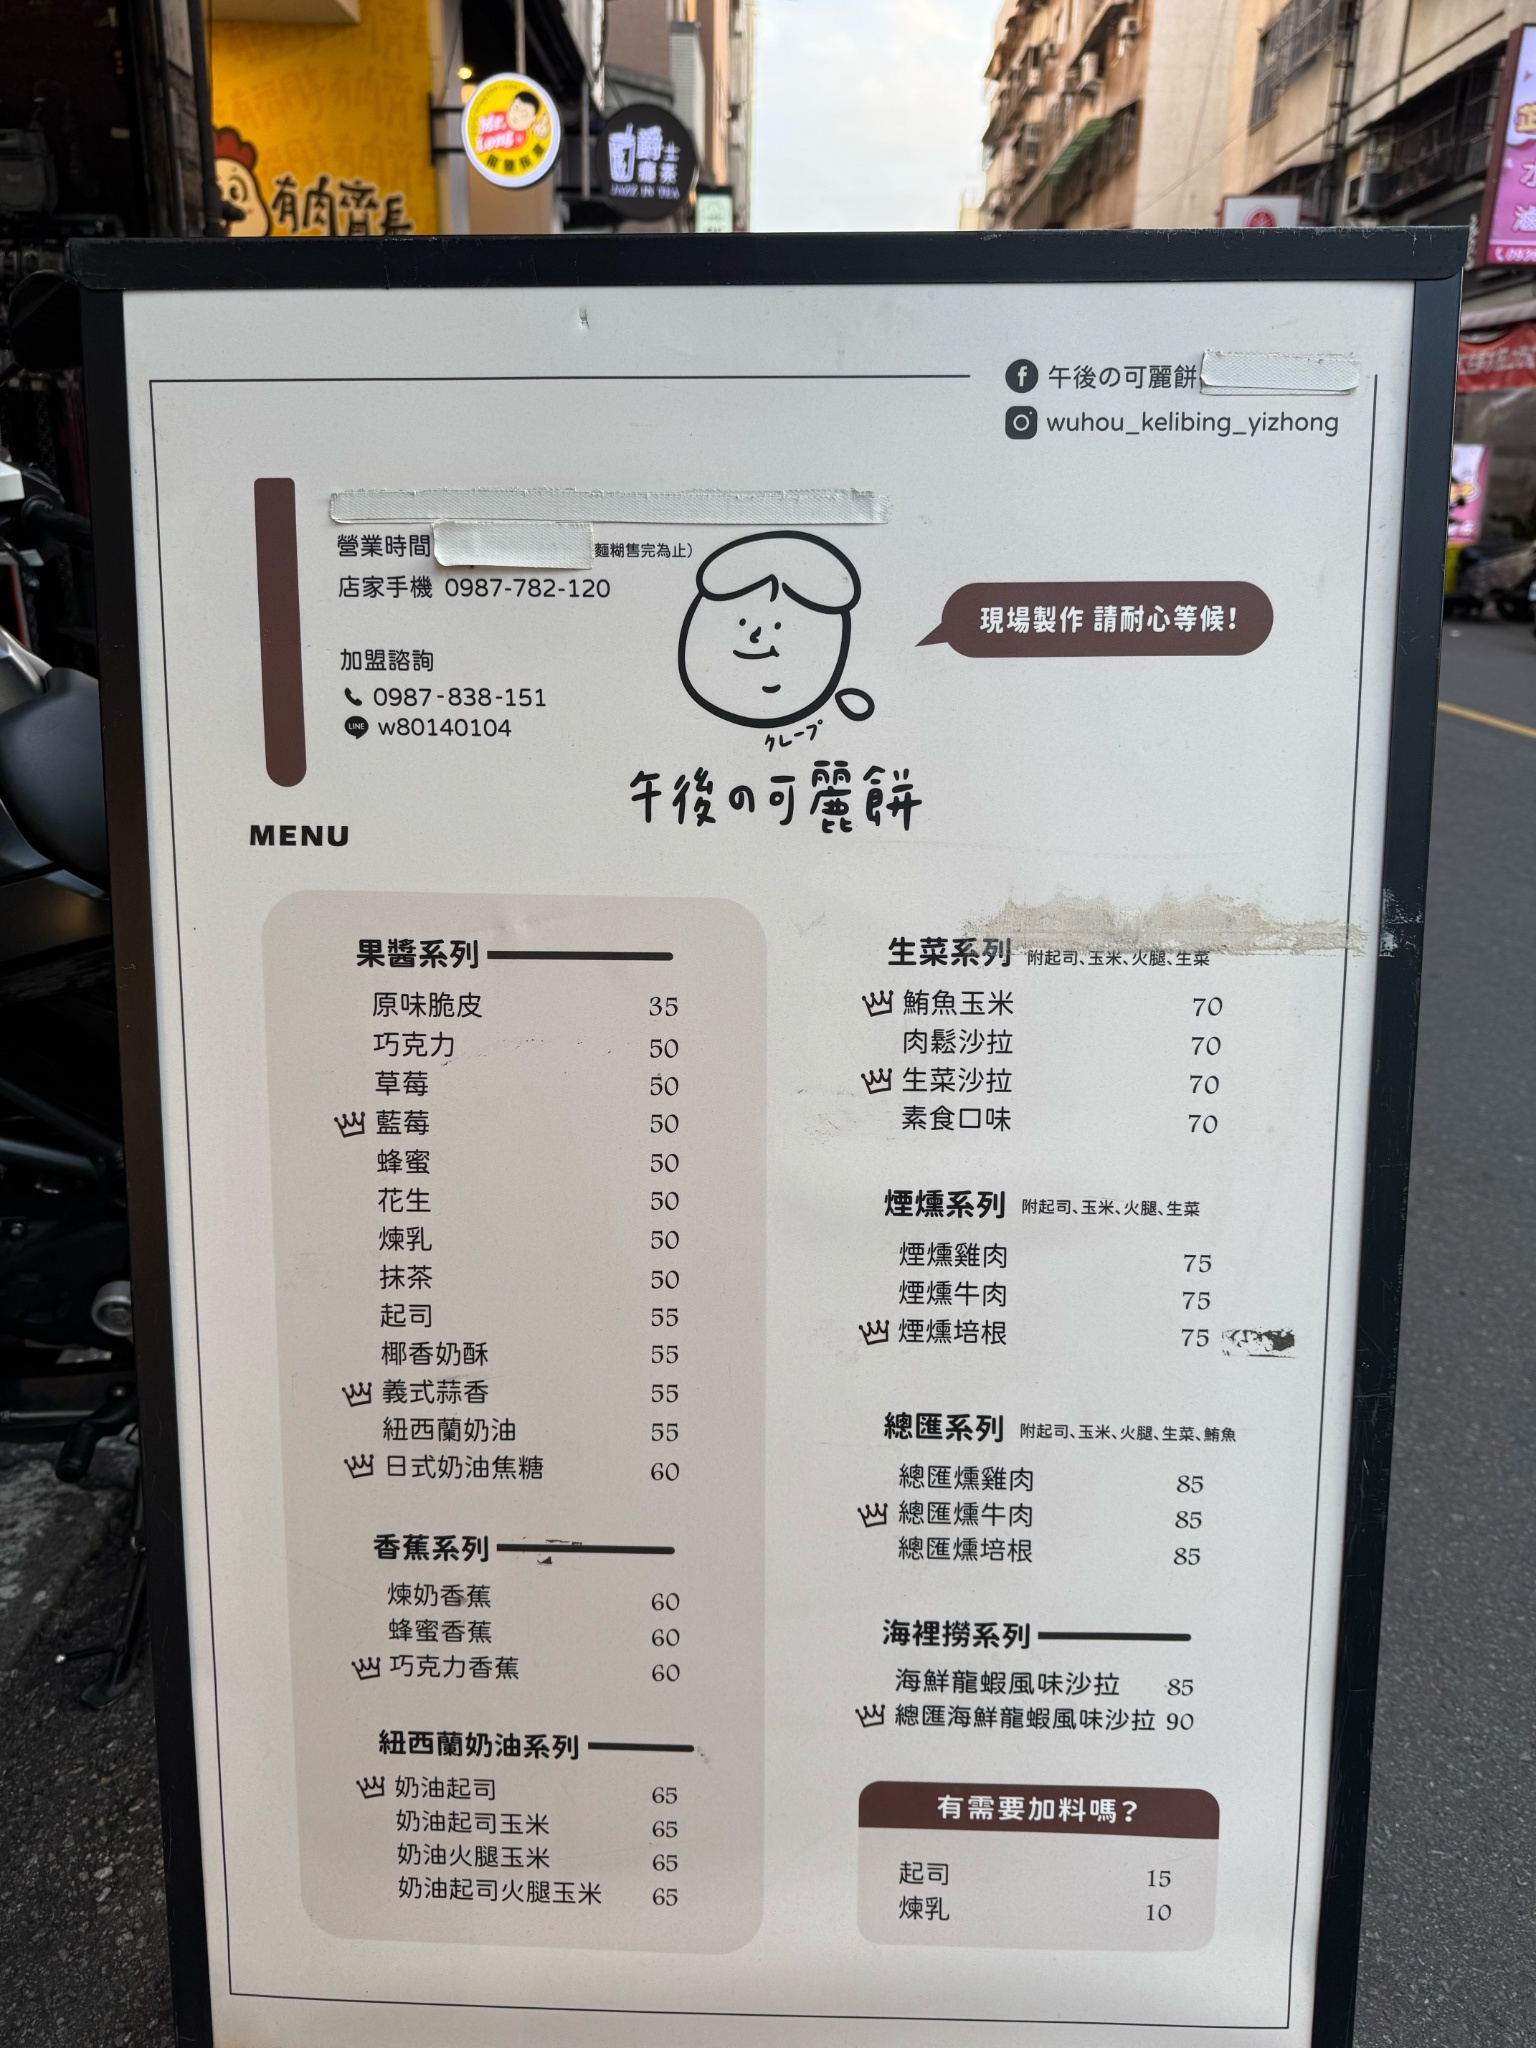 有肉齊長
Mr. Long's
爵士
JAZZ IN TEA
午後の可麗餅
wuhou_kelibing_yizhong
營業時間
麵糊售完為止)
店家手機 0987-782-120
現場製作 請耐心等候!
加盟諮詢
0987-838-151
LINE w80140104
クレープ
午後の可麗餅
MENU
果醬系列
原味脆皮 35
巧克力 50
草莓 50
藍莓 50
蜂蜜 50
花生 50
煉乳 50
抹茶 50
起司 55
椰香奶酥 55
義式蒜香 55
紐西蘭奶油 55
日式奶油焦糖 60
香蕉系列
煉奶香蕉 60
蜂蜜香蕉 60
巧克力香蕉 60
紐西蘭奶油系列
奶油起司 65
奶油起司玉米 65
奶油火腿玉米 65
奶油起司火腿玉米 65
生菜系列 附起司、玉米、火腿、生菜
鮪魚玉米 70
肉鬆沙拉 70
生菜沙拉 70
素食口味 70
煙燻系列 附起司、玉米、火腿、生菜
煙燻雞肉 75
煙燻牛肉 75
煙燻培根 75
總匯系列 附起司、玉米、火腿、生菜、鮪魚
總匯燻雞肉 85
總匯燻牛肉 85
總匯燻培根 85
海裡撈系列
海鮮龍蝦風味沙拉 85
總匯海鮮龍蝦風味沙拉 90
有需要加料嗎?
起司 15
煉乳 10